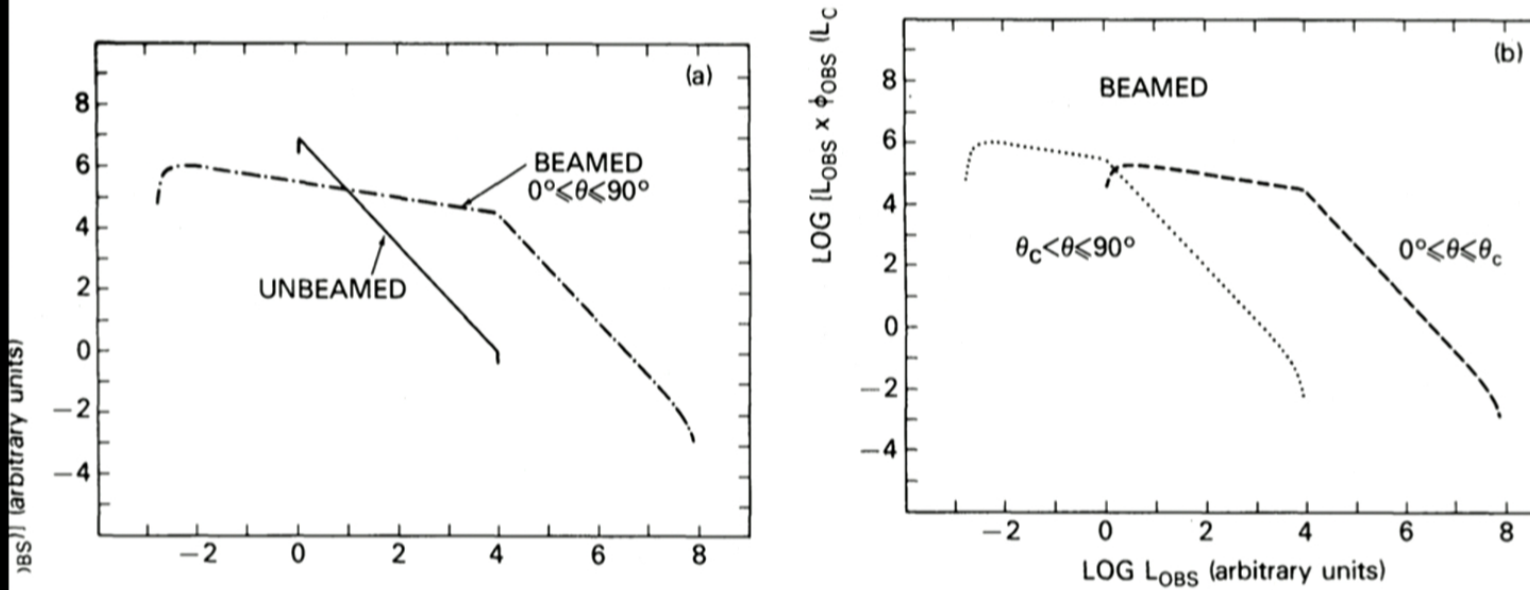 (a)
8
6
4
2
0
−2
−4
BEAMED
0°⩽θ⩽90°
UNBEAMED
−2 0 2 4 6 8
OBS)] (arbitrary units)
(b)
LOG [L_OBS x ϕ_OBS (L
8
6
4
2
0
−2
−4
BEAMED
θ_c<θ⩽90°
0°⩽θ⩽θ_c
−2 0 2 4 6 8
LOG L_OBS (arbitrary units)